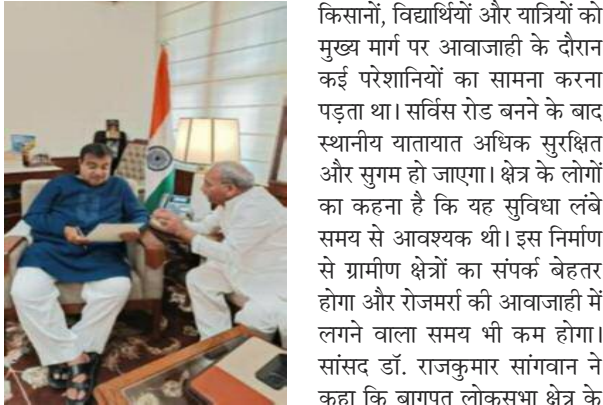 किसानों, विद्यार्थियों और यात्रियों को
मुख्य मार्ग पर आवाजाही के दौरान
कई परेशानियों का सामना करना
पड़ता था। सर्विस रोड बनने के बाद
स्थानीय यातायात अधिक सुरक्षित
और सुगम हो जाएगा। क्षेत्र के लोगों
का कहना है कि यह सुविधा लंबे
समय से आवश्यक थी। इस निर्माण
से ग्रामीण क्षेत्रों का संपर्क बेहतर
होगा और रोजमर्रा की आवाजाही में
लगने वाला समय भी कम होगा।
सांसद डॉ. राजकुमार सांगवान ने
कहा कि बागपत लोकसभा क्षेत्र के